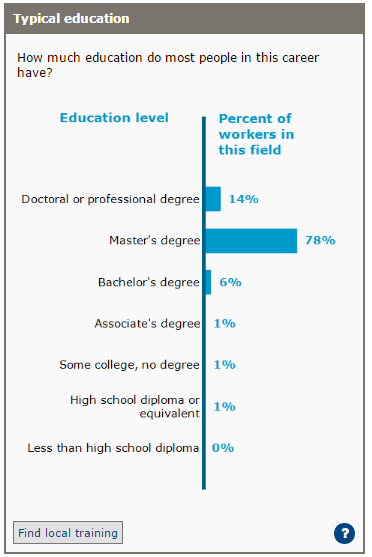 Typical education
How much education do most people in this career
have?
Education level
Percent of
workers in
this field
Doctoral or professional degree 14%
Master's degree 78%
Bachelor's degree 6%
Associate's degree 1%
Some college, no degree 1%
High school diploma or
equivalent 1%
Less than high school diploma 0%
Find local training ?